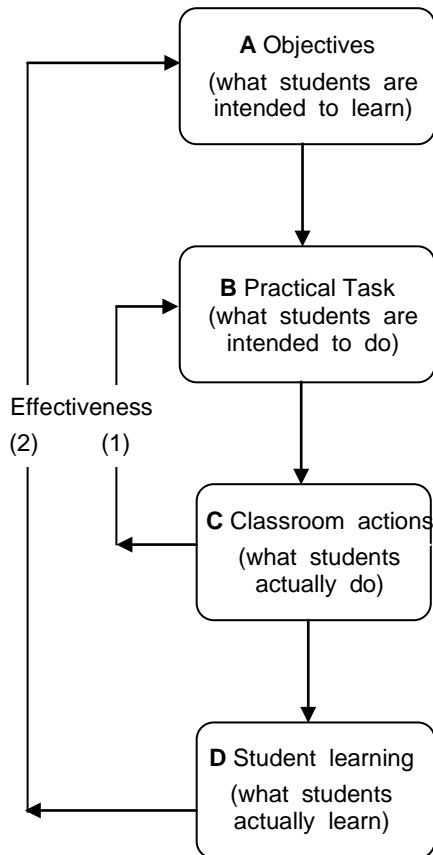 A Objectives
(what students are
intended to learn)
B Practical Task
(what students are
intended to do)
Effectiveness
(2) (1)
C Classroom actions
(what students
actually do)
D Student learning
(what students
actually learn)